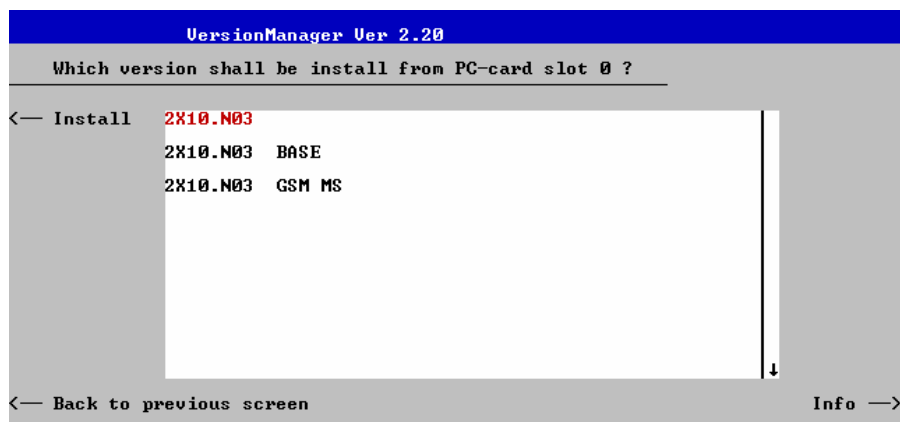 VersionManager Ver 2.20
Which version shall be install from PC-card slot 0 ?
<— Install 2X10.N03
2X10.N03 BASE
2X10.N03 GSM MS
↓
<— Back to previous screen Info —>